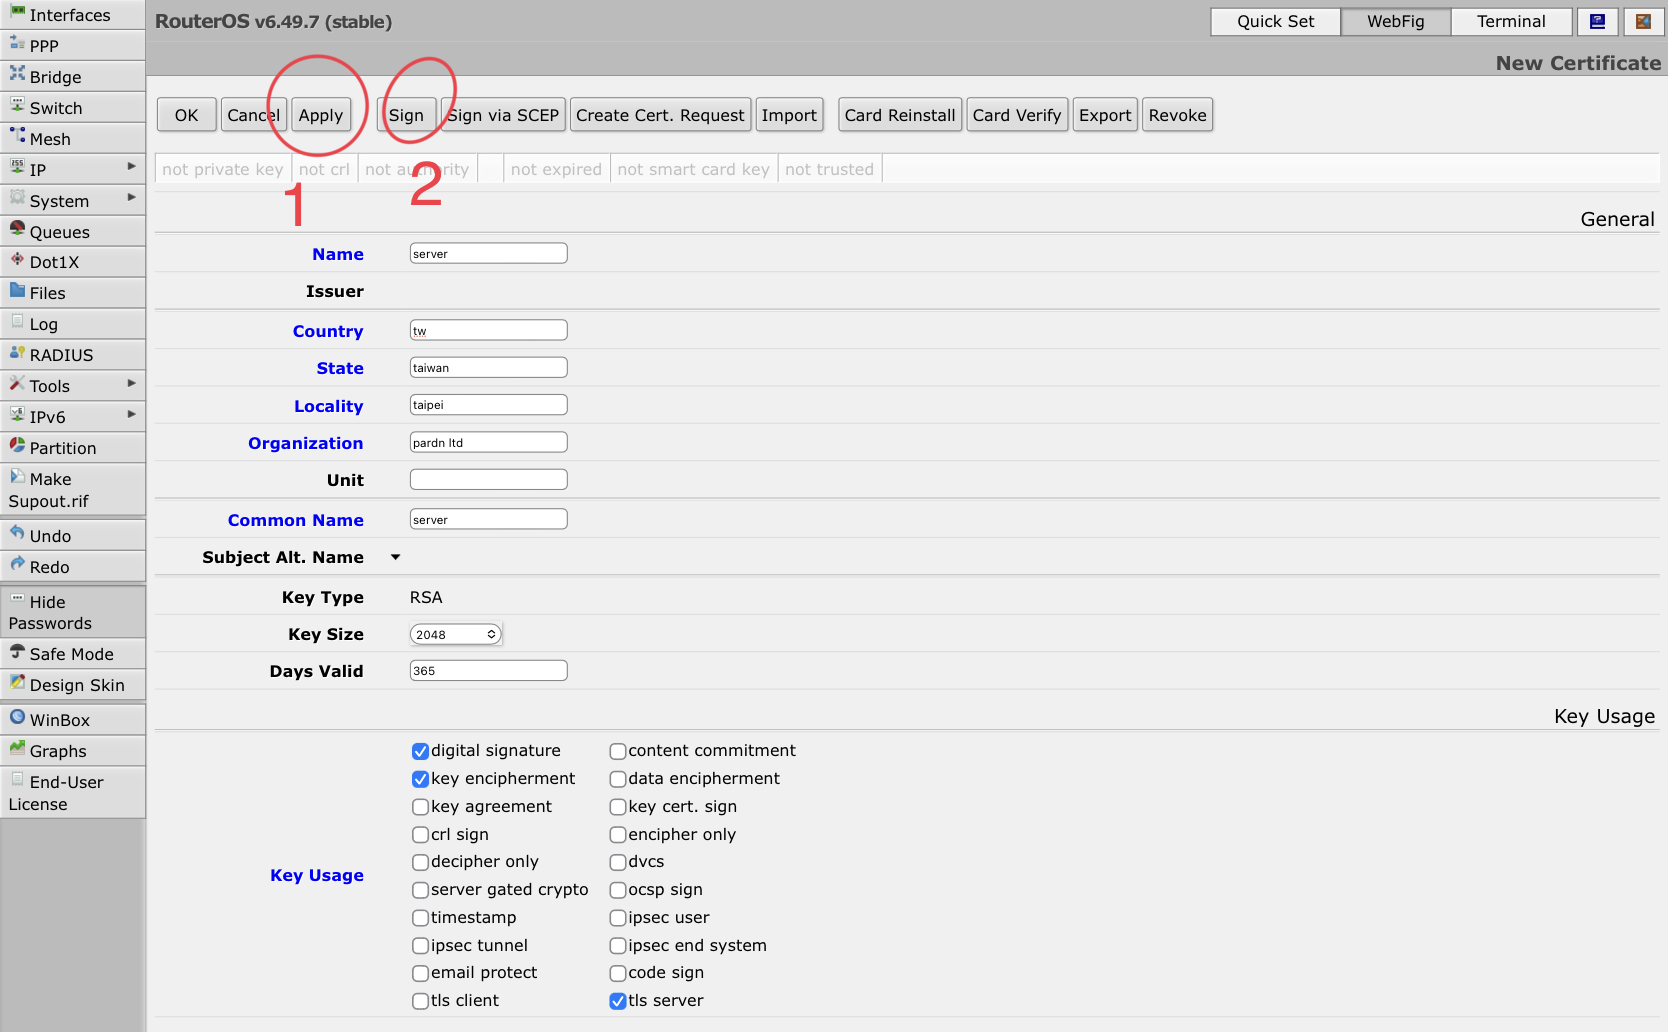 Interfaces
PPP
Bridge
Switch
Mesh
IP
System
Queues
Dot1X
Files
Log
RADIUS
Tools
IPv6
Partition
Make
Supout.rif
Undo
Redo
Hide
Passwords
Safe Mode
Design Skin
WinBox
Graphs
End-User
License
RouterOS v6.49.7 (stable)
Quick Set WebFig Terminal
New Certificate
OK Cancel Apply Sign Sign via SCEP Create Cert. Request Import Card Reinstall Card Verify Export Revoke
not private key not crl not authority not expired not smart card key not trusted
1 2
General
Name server
Issuer
Country tw
State taiwan
Locality taipei
Organization pardn ltd
Unit
Common Name server
Subject Alt. Name
Key Type RSA
Key Size 2048
Days Valid 365
Key Usage
digital signature content commitment
key encipherment data encipherment
key agreement key cert. sign
crl sign encipher only
decipher only dvcs
Key Usage
server gated crypto ocsp sign
timestamp ipsec user
ipsec tunnel ipsec end system
email protect code sign
tls client tls server